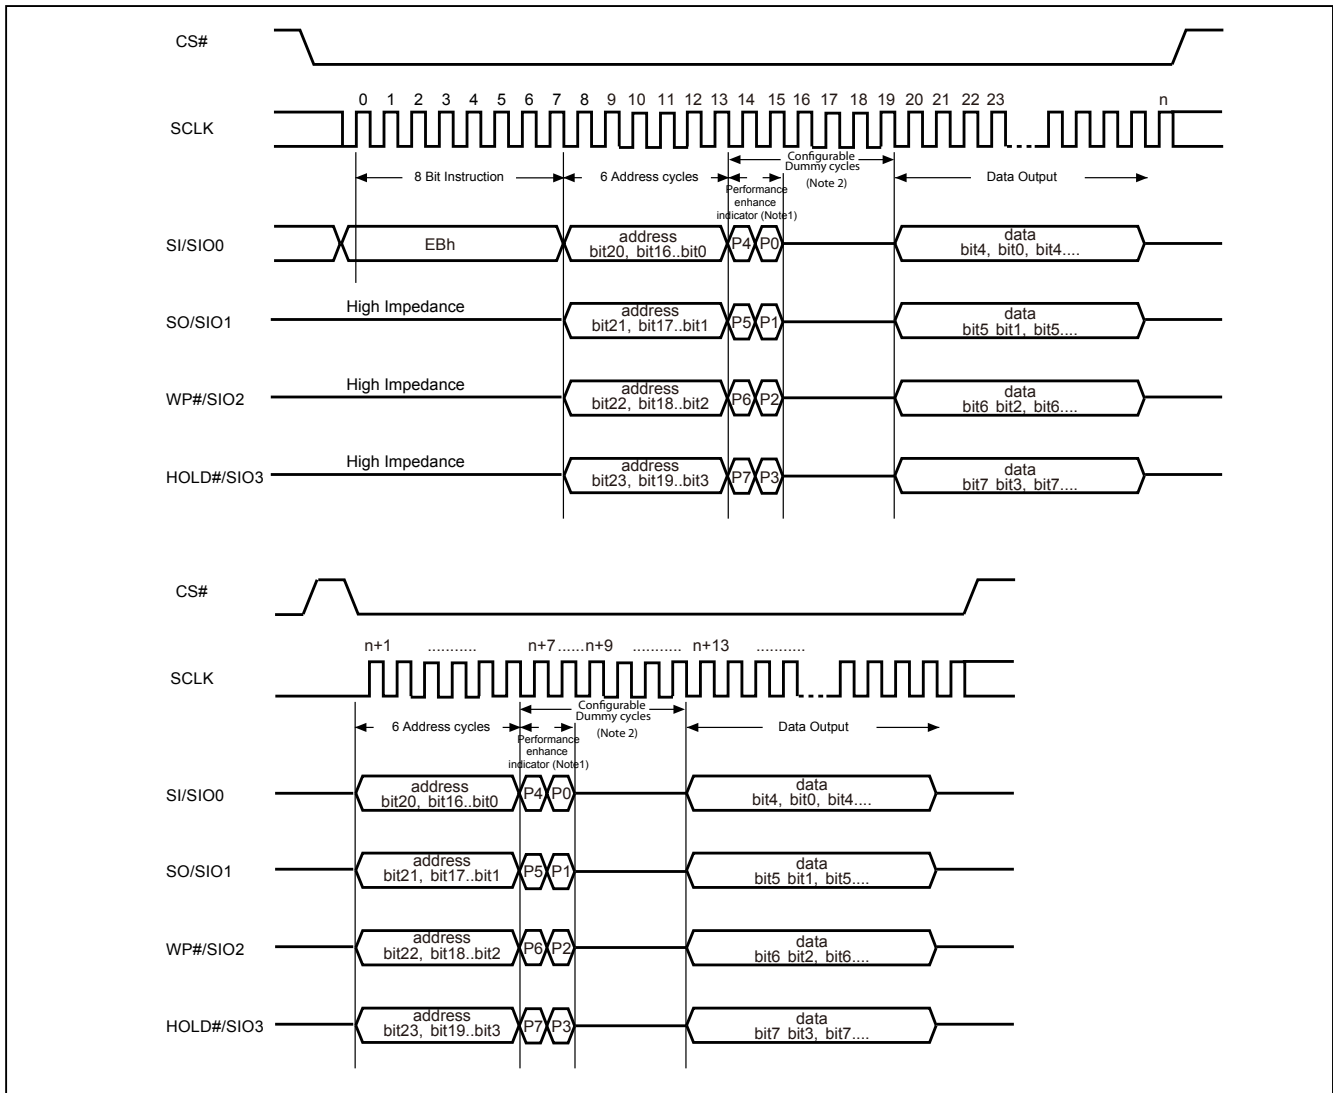 CS#
0 1 2 3 4 5 6 7 8 9 10 11 12 13 14 15 16 17 18 19 20 21 22 23 n
SCLK
Configurable
Dummy cycles
(Note 2)
8 Bit Instruction
6 Address cycles
Data Output
Performance
enhance
indicator (Note1)
SI/SIO0
EBh
address
bit20, bit16..bit0
P4 P0
data
bit4, bit0, bit4....
SO/SIO1
High Impedance
address
bit21, bit17..bit1
P5 P1
data
bit5 bit1, bit5....
WP#/SIO2
High Impedance
address
bit22, bit18..bit2
P6 P2
data
bit6 bit2, bit6....
HOLD#/SIO3
High Impedance
address
bit23, bit19..bit3
P7 P3
data
bit7 bit3, bit7....
CS#
n+1 ........... n+7......n+9 ........... n+13 ...........
SCLK
Configurable
Dummy cycles
(Note 2)
6 Address cycles
Data Output
Performance
enhance
indicator (Note1)
SI/SIO0
address
bit20, bit16..bit0
P4 P0
data
bit4, bit0, bit4....
SO/SIO1
address
bit21, bit17..bit1
P5 P1
data
bit5 bit1, bit5....
WP#/SIO2
address
bit22, bit18..bit2
P6 P2
data
bit6 bit2, bit6....
HOLD#/SIO3
address
bit23, bit19..bit3
P7 P3
data
bit7 bit3, bit7....